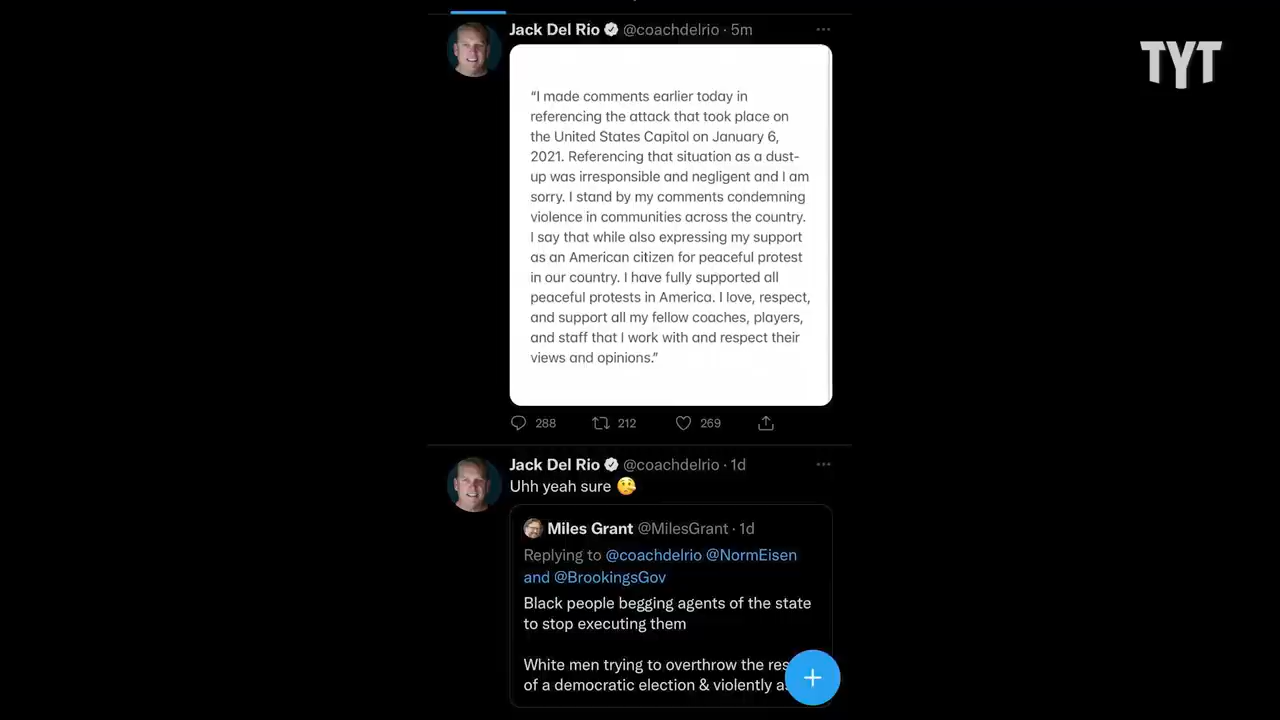 Jack Del Rio @coachdelrio · 5m
TYT
“I made comments earlier today in
referencing the attack that took place on
the United States Capitol on January 6,
2021. Referencing that situation as a dust-
up was irresponsible and negligent and I am
sorry. I stand by my comments condemning
violence in communities across the country.
I say that while also expressing my support
as an American citizen for peaceful protest
in our country. I have fully supported all
peaceful protests in America. I love, respect,
and support all my fellow coaches, players,
and staff that I work with and respect their
views and opinions.”
288 212 269
Jack Del Rio @coachdelrio · 1d
Uhh yeah sure
Miles Grant @MilesGrant · 1d
Replying to @coachdelrio @NormEisen
and @BrookingsGov
Black people begging agents of the state
to stop executing them
White men trying to overthrow the
of a democratic election & violently